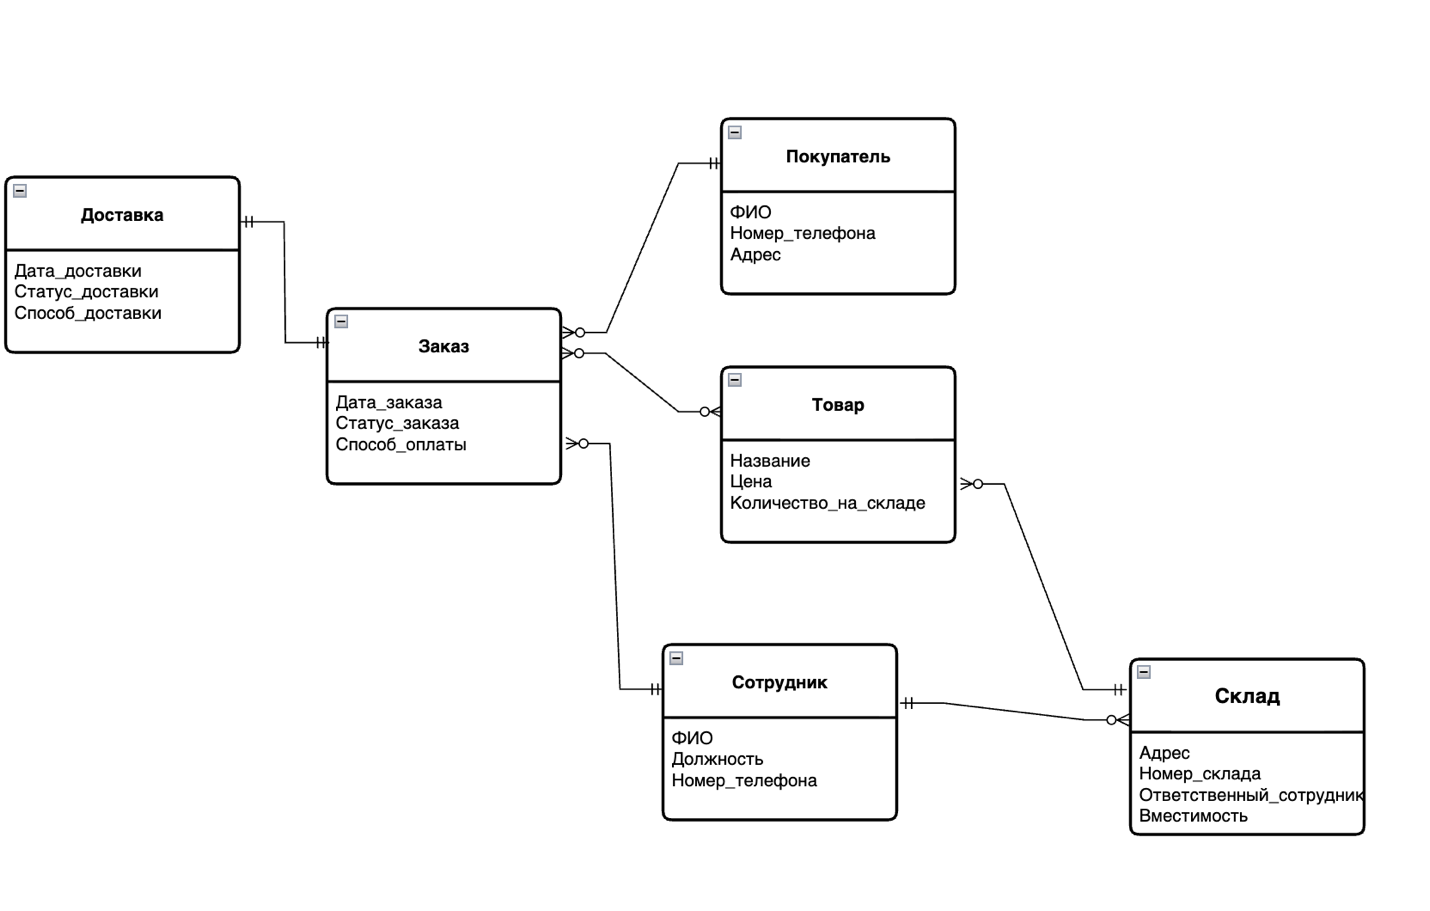 Доставка
Дата_доставки
Статус_доставки
Способ_доставки
Заказ
Дата_заказа
Статус_заказа
Способ_оплаты
Покупатель
ФИО
Номер_телефона
Адрес
Товар
Название
Цена
Количество_на_складе
Сотрудник
ФИО
Должность
Номер_телефона
Склад
Адрес
Номер_склада
Ответственный_сотрудник
Вместимость